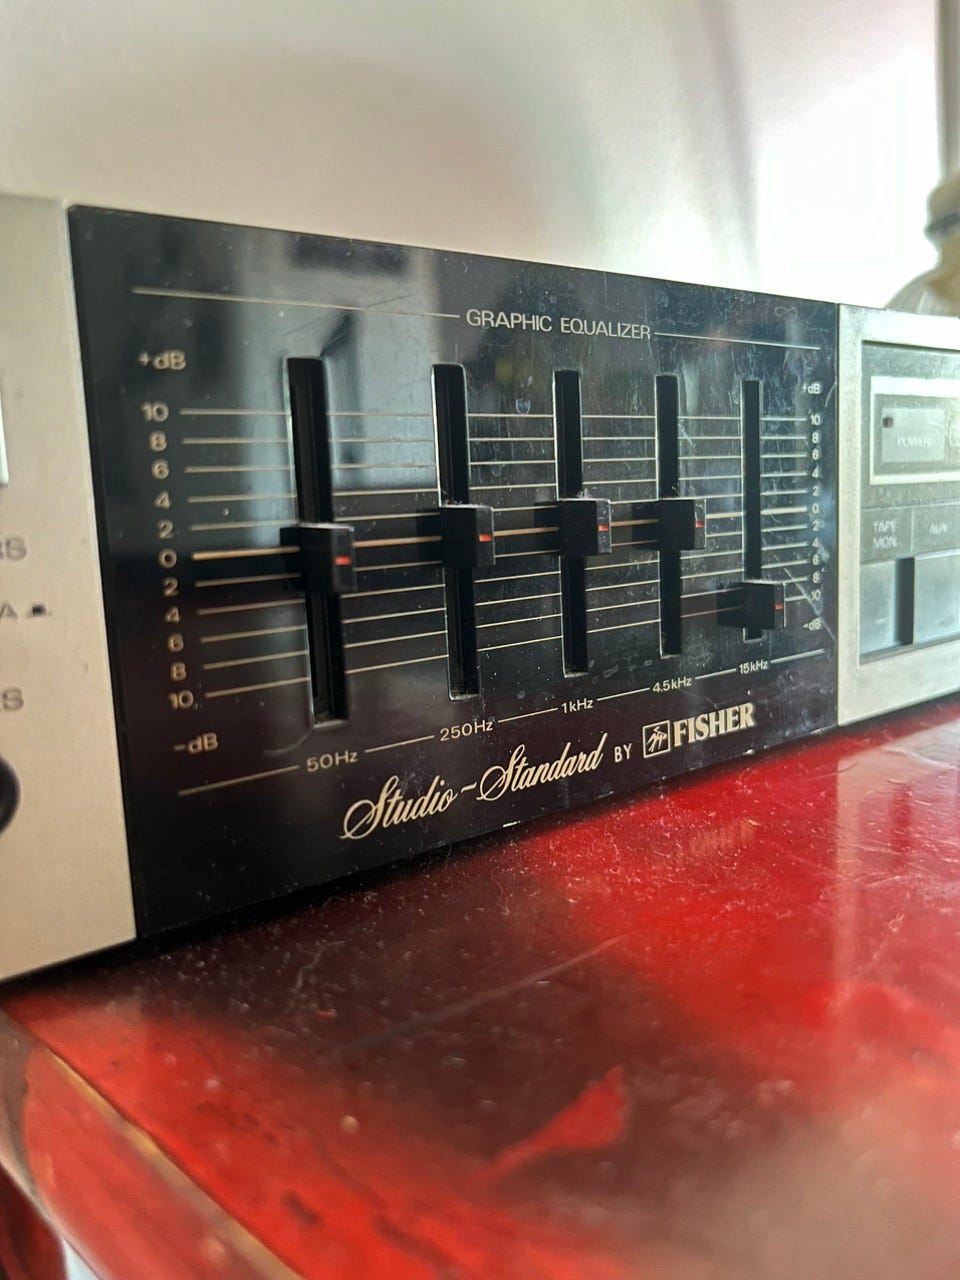 GRAPHIC EQUALIZER
+dB +dB
10 10
8 8
6 6
4 4
2 2
0 0
2 2
4 4
6 6
8 8
10 10
-dB -dB
50Hz 250Hz 1kHz 4.5kHz 15kHz
Studio-Standard BY FISHER
RS
A
ES
POWER
TAPE MON.
AUX